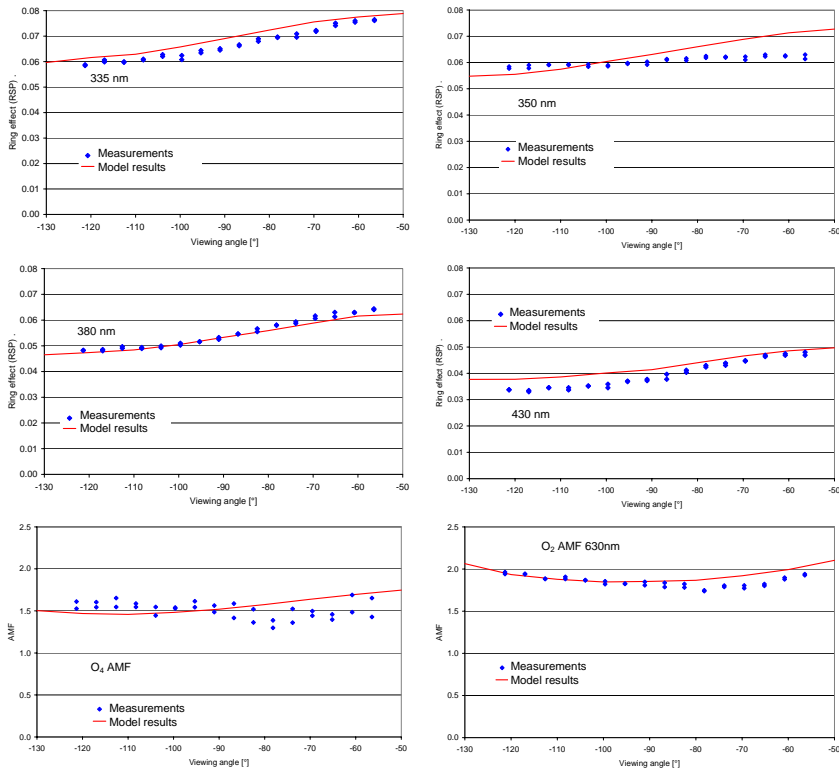 0.08
0.07
0.06
0.05
0.04
0.03
0.02
0.01
0.00
Ring effect (RSP) .
335 nm
Measurements
Model results
-130 -120 -110 -100 -90 -80 -70 -60 -50
Viewing angle [°]
0.08
0.07
0.06
0.05
0.04
0.03
0.02
0.01
0.00
Ring effect (RSP) .
350 nm
Measurements
Model results
-130 -120 -110 -100 -90 -80 -70 -60 -50
Viewing angle [°]
0.08
0.07
0.06
0.05
0.04
0.03
0.02
0.01
0.00
Ring effect (RSP) .
380 nm
Measurements
Model results
-130 -120 -110 -100 -90 -80 -70 -60 -50
Viewing angle [°]
0.08
0.07
0.06
0.05
0.04
0.03
0.02
0.01
0.00
Ring effect (RSP) .
Measurements
Model results
430 nm
-130 -120 -110 -100 -90 -80 -70 -60 -50
Viewing angle [°]
2.5
2.0
1.5
1.0
0.5
0.0
AMF
O₄ AMF
Measurements
Model results
-130 -120 -110 -100 -90 -80 -70 -60 -50
Viewing angle [°]
2.5
2.0
1.5
1.0
0.5
0.0
AMF
O₂ AMF 630nm
Measurements
Model results
-130 -120 -110 -100 -90 -80 -70 -60 -50
Viewing angle [°]